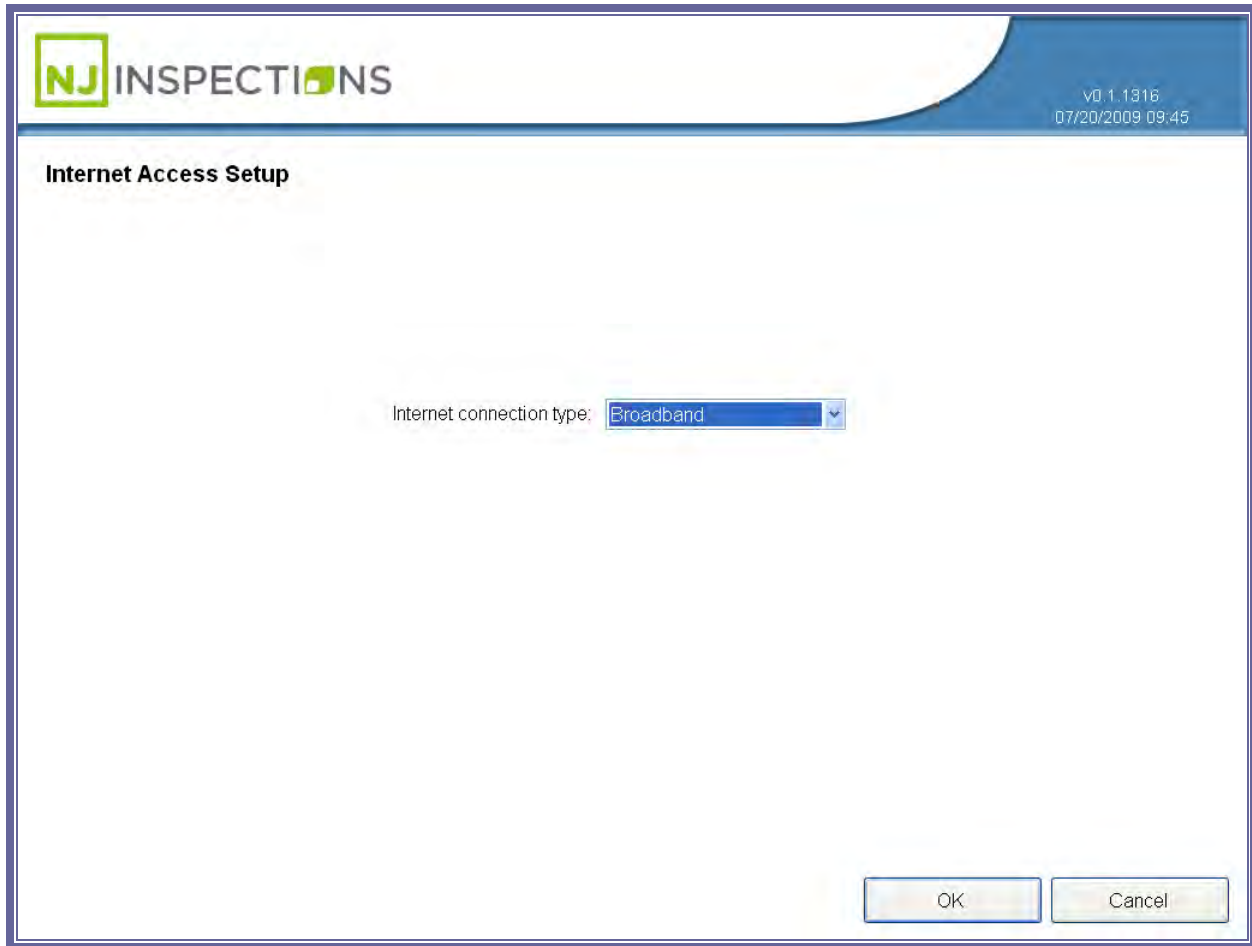 NJ INSPECTIONS
v0.1.1316
07/20/2009 09:45
Internet Access Setup
Internet connection type: Broadband
OK Cancel